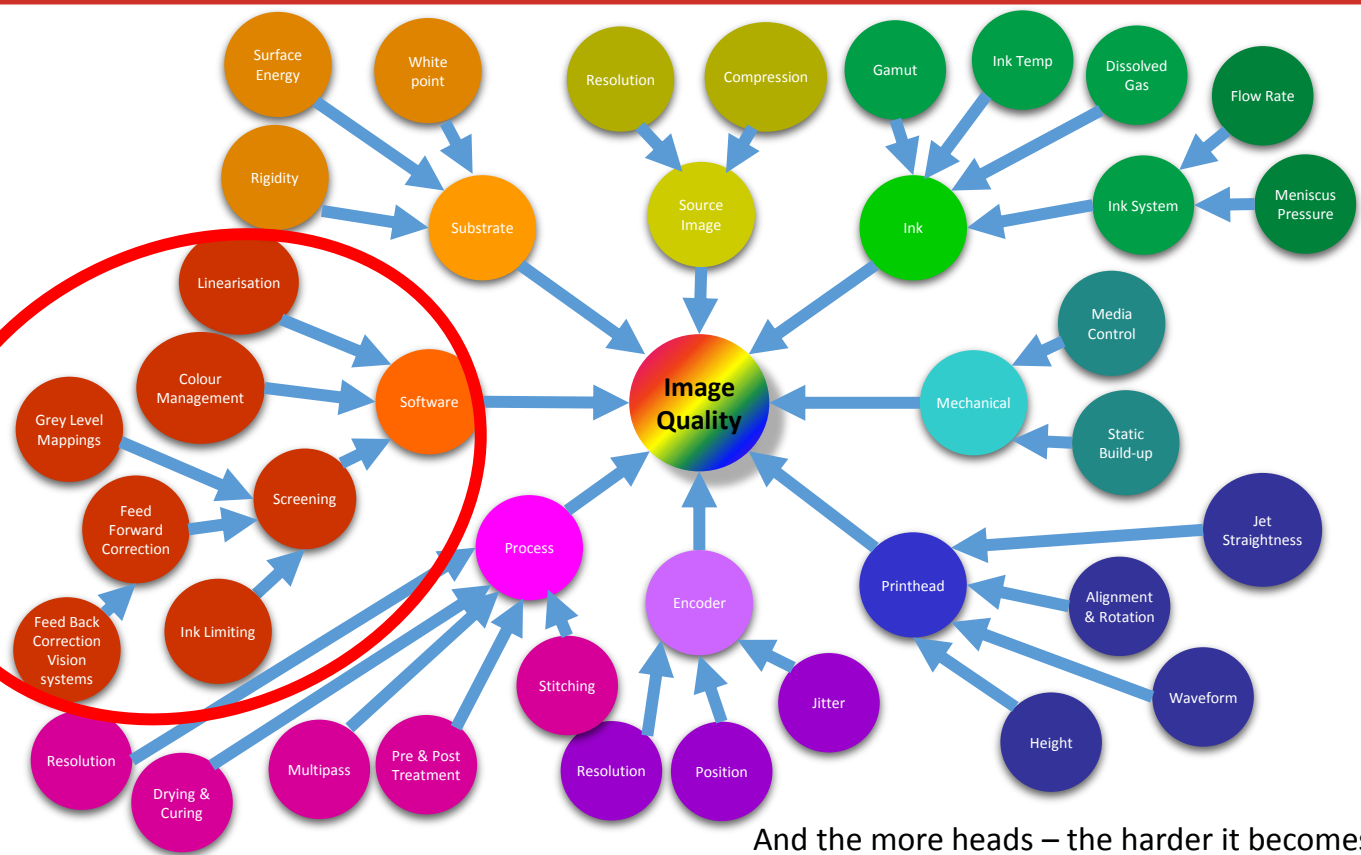 Surface
Energy
White
point
Rigidity
Substrate
Resolution
Compression
Source
Image
Gamut
Ink Temp
Dissolved
Gas
Flow Rate
Ink System
Meniscus
Pressure
Ink
Linearisation
Colour
Management
Software
Grey Level
Mappings
Feed
Forward
Correction
Screening
Feed Back
Correction
Vision
systems
Ink Limiting
Image
Quality
Mechanical
Media
Control
Static
Build-up
Process
Resolution
Drying &
Curing
Multipass
Pre & Post
Treatment
Stitching
Encoder
Resolution
Position
Jitter
Printhead
Jet
Straightness
Alignment
& Rotation
Waveform
Height
And the more heads – the harder it becomes